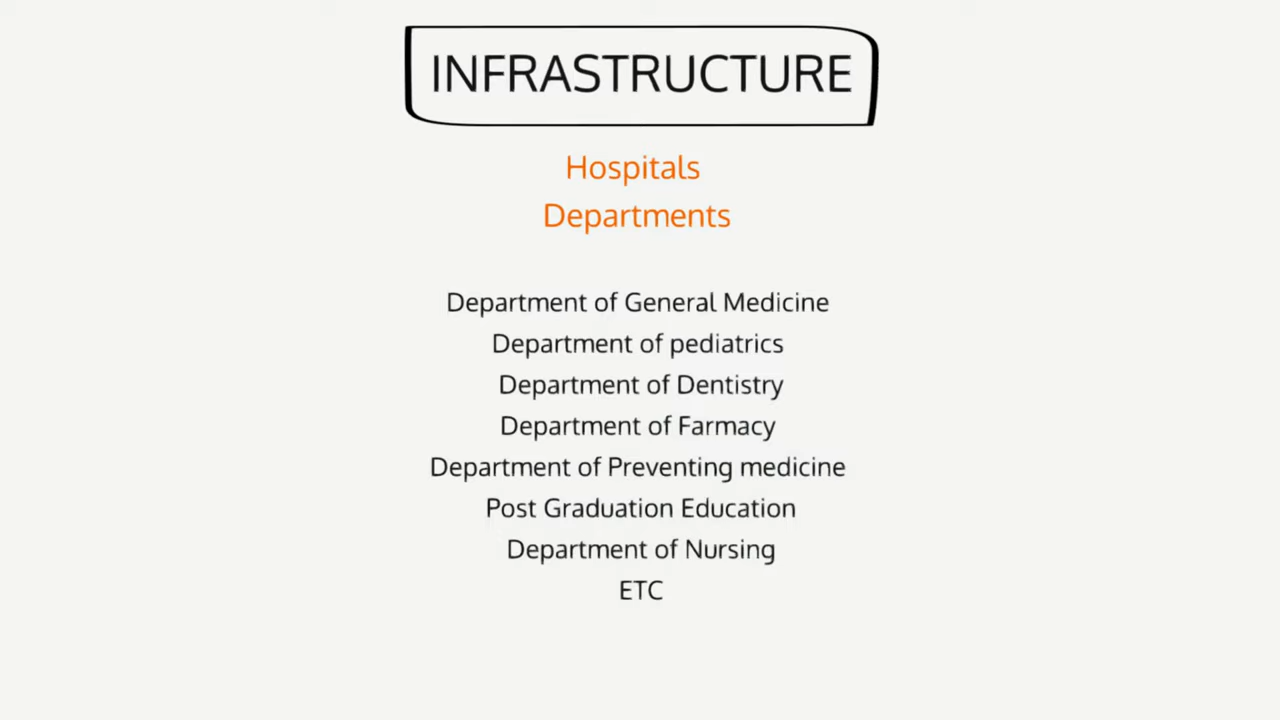 INFRASTRUCTURE
Hospitals
Departments
Department of General Medicine
Department of pediatrics
Department of Dentistry
Department of Farmacy
Department of Preventing medicine
Post Graduation Education
Department of Nursing
ETC